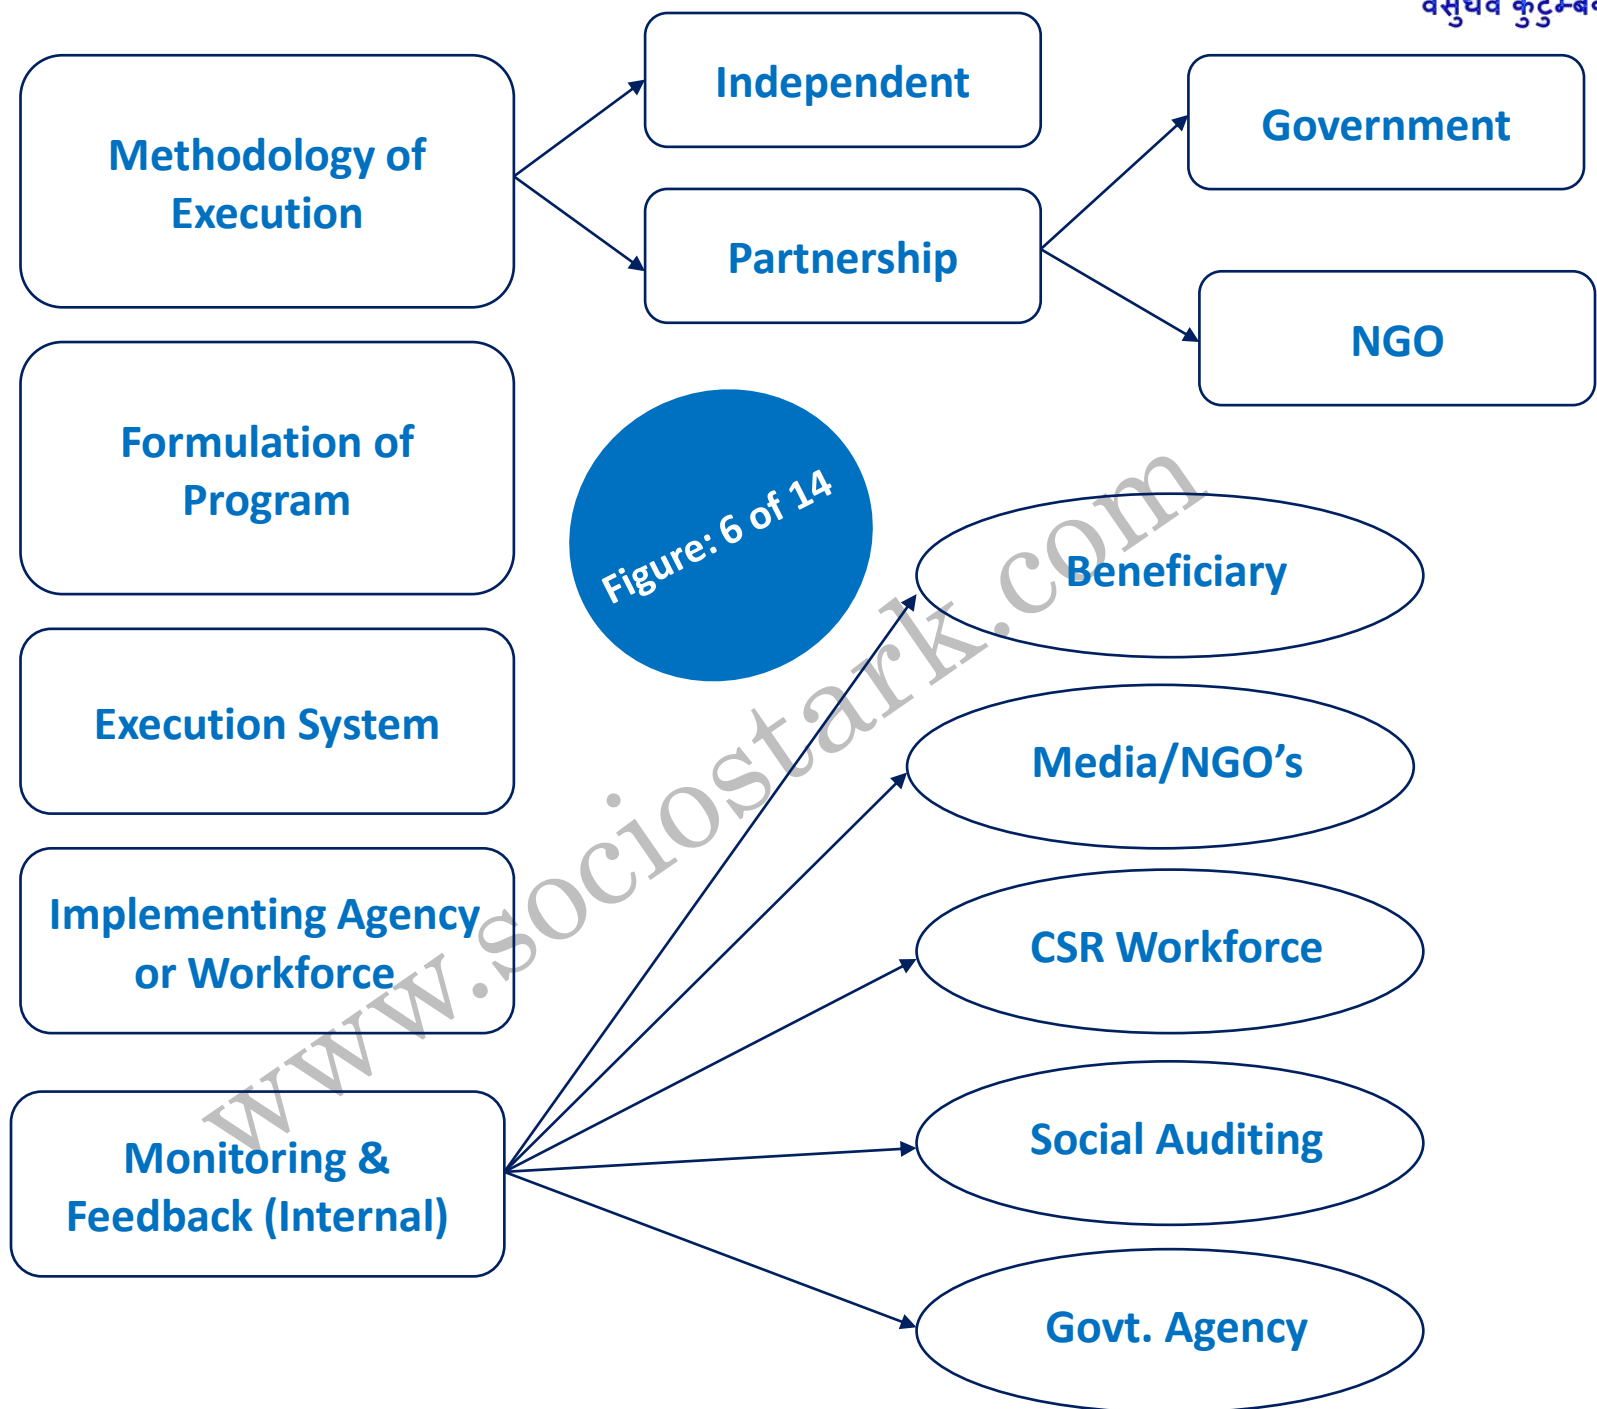 वसुधैव
Independent
Government
Methodology of
Execution
Partnership
NGO
Formulation of
Program
Figure: 6 of 14
Beneficiary
Execution System
Media/NGO’s
Implementing Agency
or Workforce
CSR Workforce
Monitoring &
Feedback (Internal)
Social Auditing
Govt. Agency
www.sociostark.com